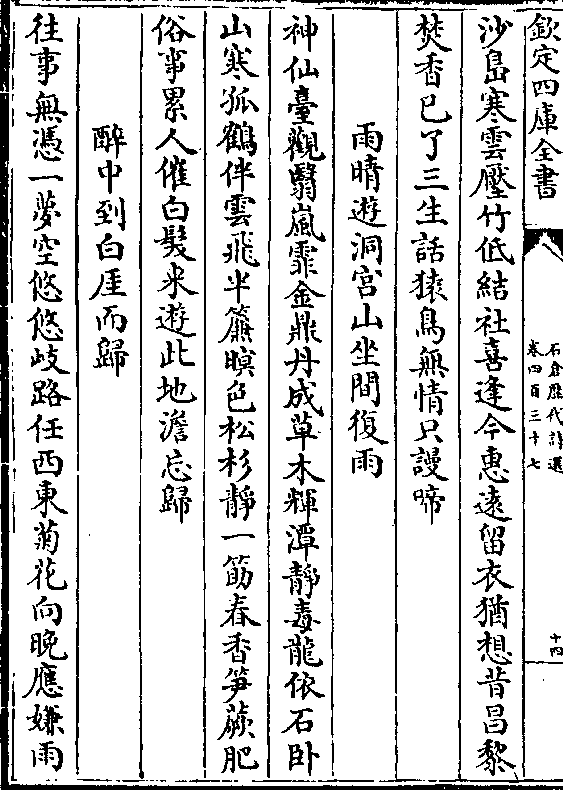 欽定四庫全書
石倉歷代詩選
卷四百三十七
十四
沙島寒雲壓竹低結社喜逢今惠遠留衣猶想昔昌黎
焚香已了三生話猿鳥無情只謾啼
雨晴遊洞宫山坐間復雨
神仙臺觀翳嵐霏金鼎丹成草木輝潭靜毒龍依石卧
山寒孤鶴伴雲飛半簾暝色松杉靜一筯春香笋蕨肥
俗事累人催白髮来遊此地澹忘歸
醉中到白厓而歸
往事無憑一夢空悠悠岐路任西東菊花向晚應嫌雨